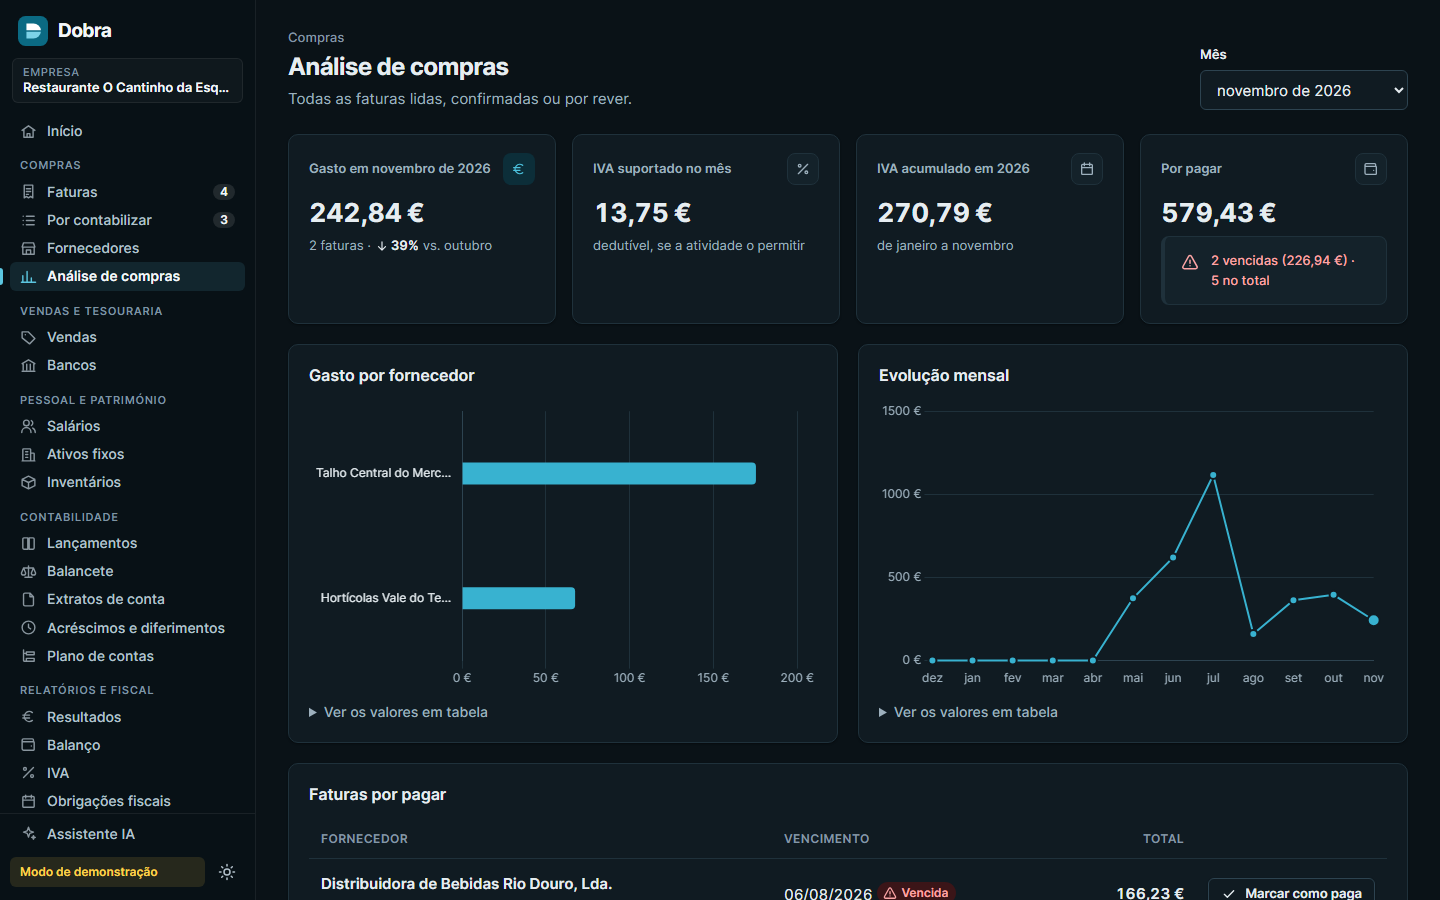 Dobra
EMPRESA
Restaurante O Cantinho da Esq...
Início
COMPRAS
Faturas 4
Por contabilizar 3
Fornecedores
Análise de compras
VENDAS E TESOURARIA
Vendas
Bancos
PESSOAL E PATRIMÓNIO
Salários
Ativos fixos
Inventários
CONTABILIDADE
Lançamentos
Balancete
Extratos de conta
Acréscimos e diferimentos
Plano de contas
RELATÓRIOS E FISCAL
Resultados
Balanço
IVA
Obrigações fiscais
Assistente IA
Modo de demonstração
Compras
Análise de compras
Todas as faturas lidas, confirmadas ou por rever.
Mês
novembro de 2026
Gasto em novembro de 2026
€
242,84 €
2 faturas · ↓ 39% vs. outubro
IVA suportado no mês
13,75 €
dedutível, se a atividade o permitir
IVA acumulado em 2026
270,79 €
de janeiro a novembro
Por pagar
579,43 €
2 vencidas (226,94 €) ·
5 no total
Gasto por fornecedor
Talho Central do Merc...
Hortícolas Vale do Te...
0 € 50 € 100 € 150 € 200 €
▶ Ver os valores em tabela
Evolução mensal
1500 €
1000 €
500 €
0 €
dez jan fev mar abr mai jun jul ago set out nov
▶ Ver os valores em tabela
Faturas por pagar
FORNECEDOR VENCIMENTO TOTAL
Distribuidora de Bebidas Rio Douro, Lda.
06/08/2026 Vencida 166,23 € Marcar como paga